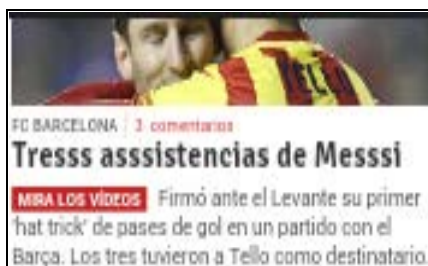 TELLO
FC BARCELONA | 3 comentarios
Tresss asssistencias de Messsi
MIRA LOS VÍDEOS Firmó ante el Levante su primer
'hat trick' de pases de gol en un partido con el
Barça. Los tres tuvieron a Tello como destinatario.